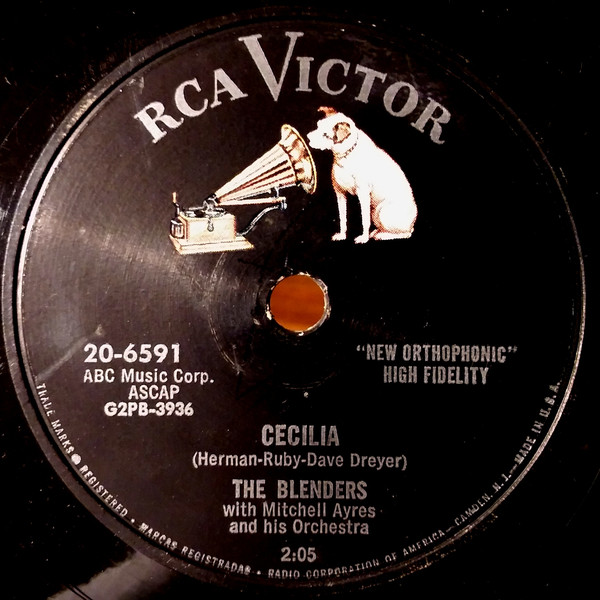 RCA VICTOR
20-6591
ABC Music Corp.
ASCAP
G2PB-3936
"NEW ORTHOPHONIC"
HIGH FIDELITY
CECILIA
(Herman-Ruby-Dave Dreyer)
THE BLENDERS
with Mitchell Ayres
and his Orchestra
2:05
TRADE MARKS ● REGISTERED • MARCAS REGISTRADAS • RADIO CORPORATION OF AMERICA—CAMDEN, N. J.—MADE IN U. S. A.